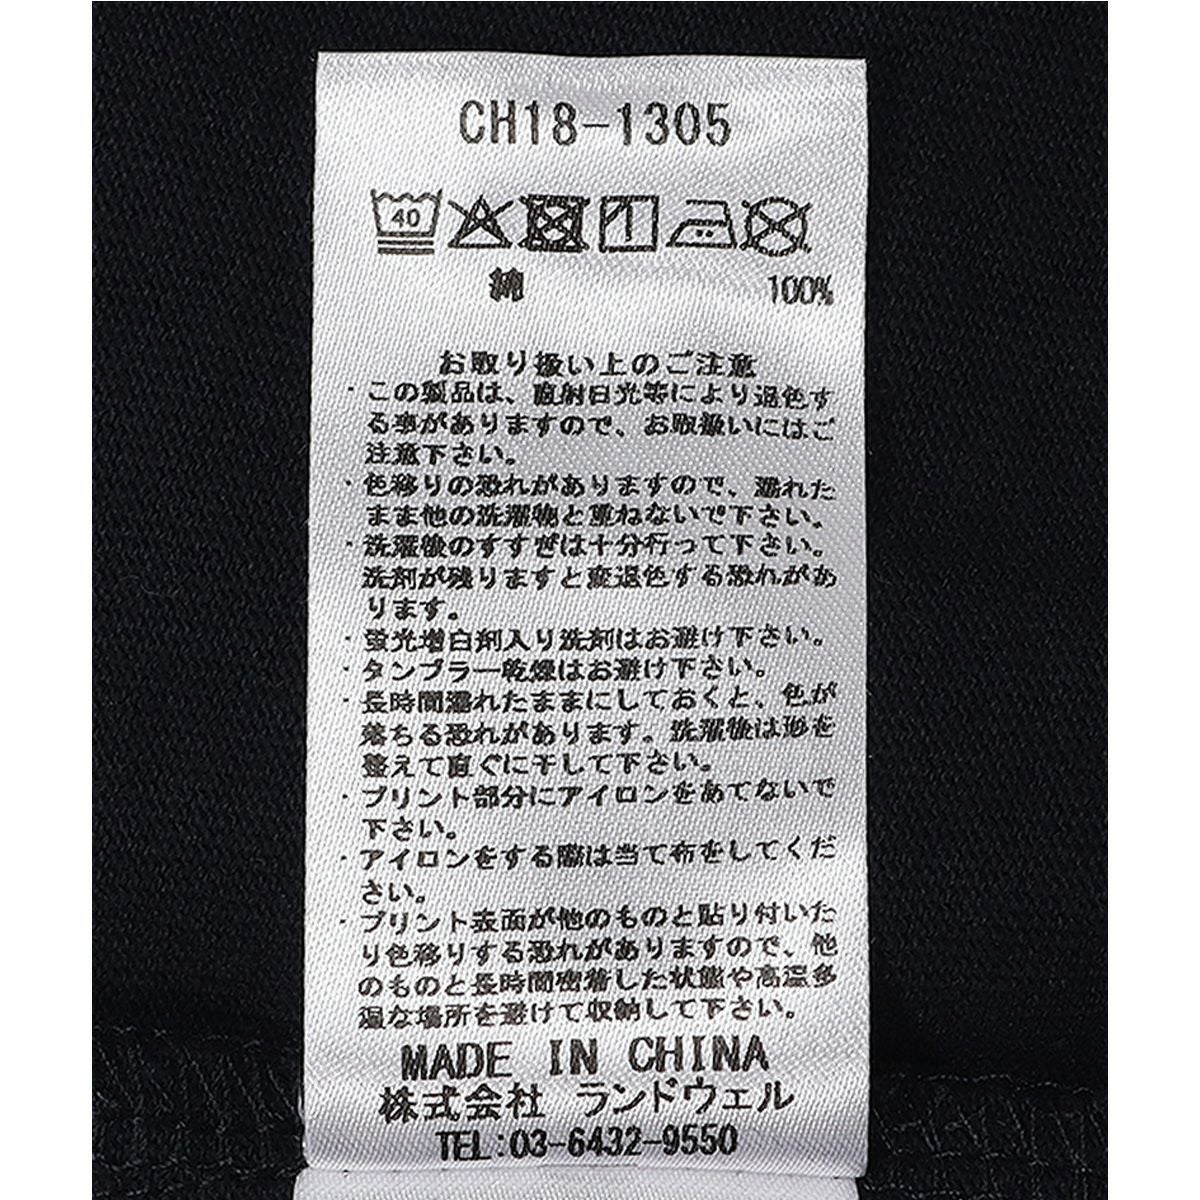 CH18-1305
40
綿 100%
お取り扱い上のご注意
・この製品は、直射日光等により退色す
る事がありますので、お取扱いにはご
注意下さい。
・色移りの恐れがありますので、濡れた
まま他の洗濯物と重ねないで下さい。
・洗濯後のすすぎは十分行って下さい。
洗剤が残りますと変退色する恐れがあ
ります。
・蛍光増白剤入り洗剤はお避け下さい。
・タンブラー乾燥はお避け下さい。
・長時間濡れたままにしておくと、色が
落ちる恐れがあります。洗濯後は形を
整えて直ぐに干して下さい。
・プリント部分にアイロンをあてないで
下さい。
・アイロンをする際は当て布をしてくだ
さい。
・プリント表面が他のものと貼り付いた
り色移りする恐れがありますので、他
のものと長時間密着した状態や高温多
湿な場所を避けて収納して下さい。
MADE IN CHINA
株式会社 ランドウェル
TEL:03-6432-9550